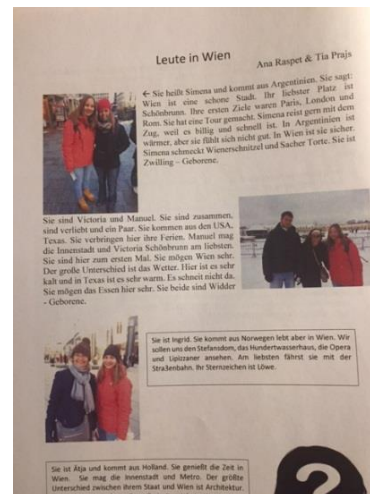 Leute in Wien
Ana Raspet & Tia Prajs
← Sie heißt Simena und kommt aus Argentinien. Sie sagt:
Wien ist eine schöne Stadt. Ihr liebster Platz ist
Schönbrunn. Ihre ersten Ziele waren Paris, London und
Rom. Sie hat eine Tour gemacht. Simena reist gern mit dem
Zug, weil es billig und schnell ist. In Argentinien ist
wärmer, aber sie fühlt sich nicht gut. In Wien ist sie sicher.
Simena schmeckt Wienerschnitzel und Sacher Torte. Sie ist
Zwilling – Geborene.
Sie sind Victoria und Manuel. Sie sind zusammen,
sind verliebt und ein Paar. Sie kommen aus den USA,
Texas. Sie verbringen hier ihre Ferien. Manuel mag
die Innenstadt und Victoria Schönbrunn am liebsten.
Sie sind hier zum ersten Mal. Sie mögen Wien sehr.
Der große Unterschied ist das Wetter. Hier ist es sehr
kalt und in Texas ist es sehr warm. Es schneit nicht da.
Sie mögen das Essen hier sehr. Sie beide sind Widder
- Geborene.
Sie ist Ingrid. Sie kommt aus Norwegen lebt aber in Wien. Wir
sollen uns den Stefansdom, das Hundertwasserhaus, die Opera
und Lipizzaner ansehen. Am liebsten fährst sie mit der
Straßenbahn. Ihr Sternzeichen ist Löwe.
Sie ist Atja und kommt aus Holland. Sie genießt die Zeit in
Wien. Sie mag die Innenstadt und Metro. Der größte
Unterschied zwischen ihrem Staat und Wien ist Architektur.
?